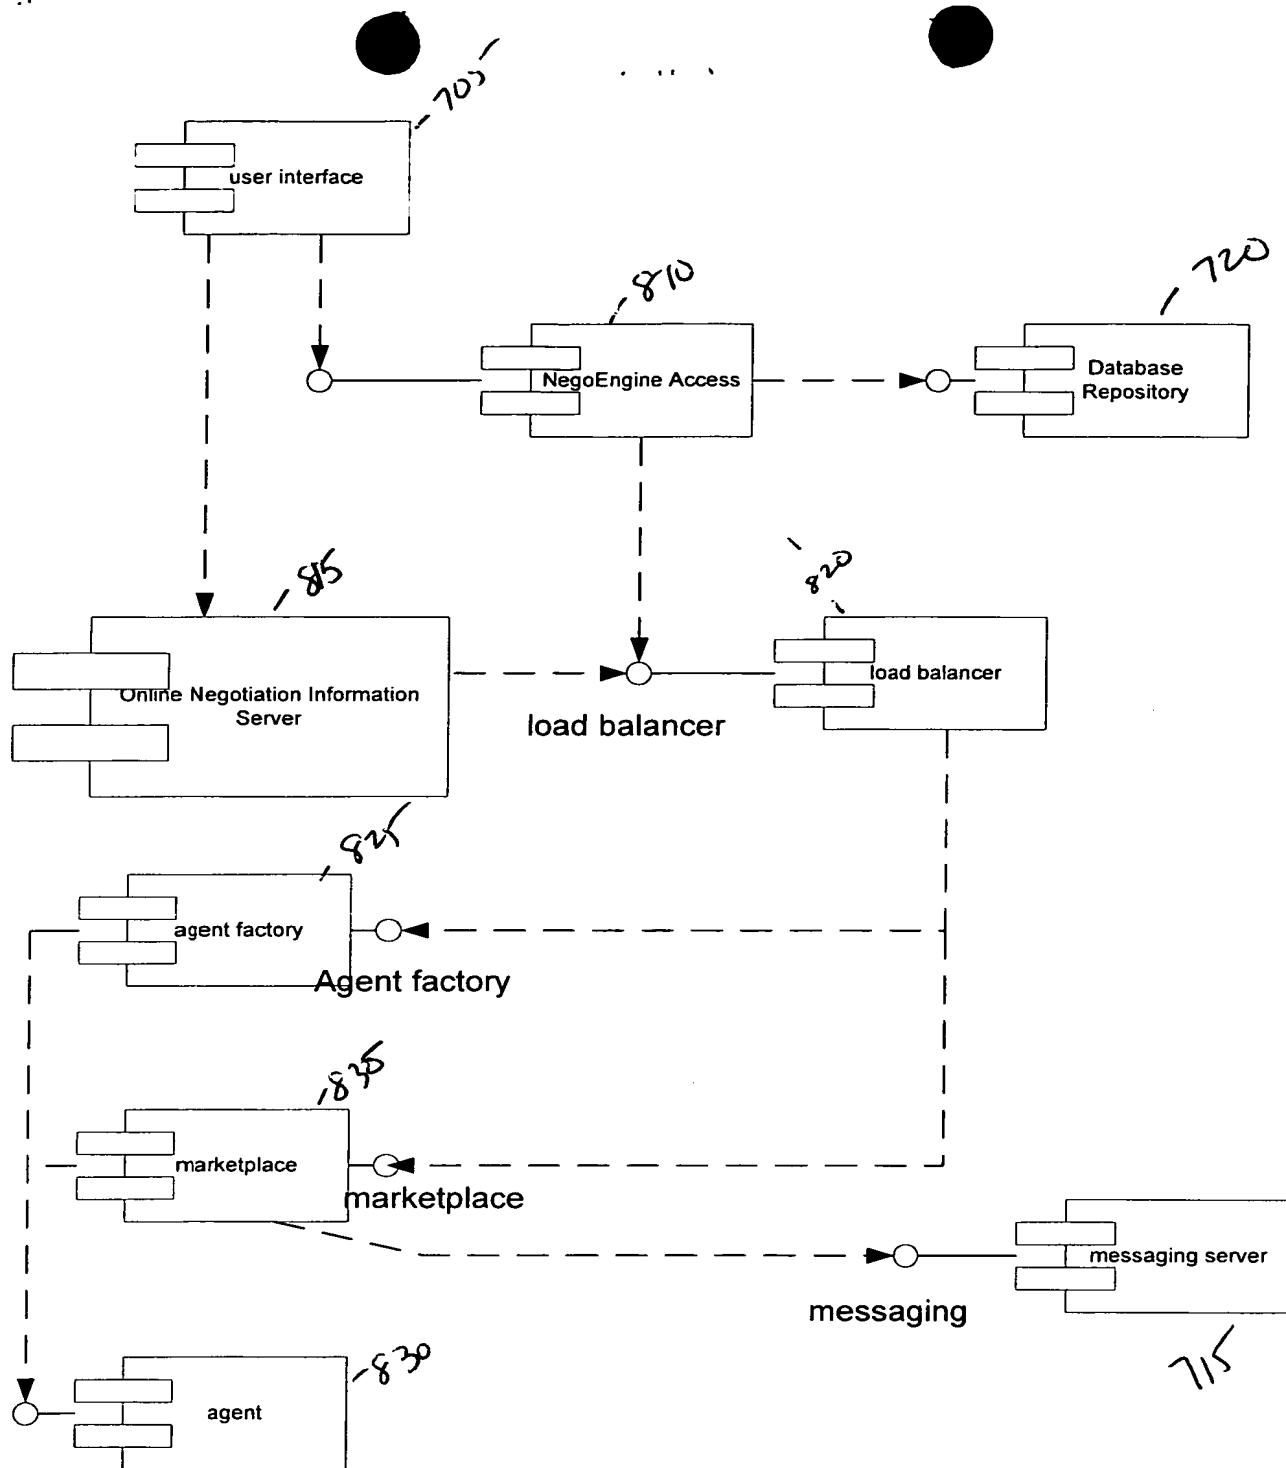 705
user interface
810
720
NegoEngine Access
Database
Repository
815
820
Online Negotiation Information
Server
load balancer
load balancer
825
agent factory
Agent factory
835
marketplace
marketplace
messaging server
messaging
715
830
agent